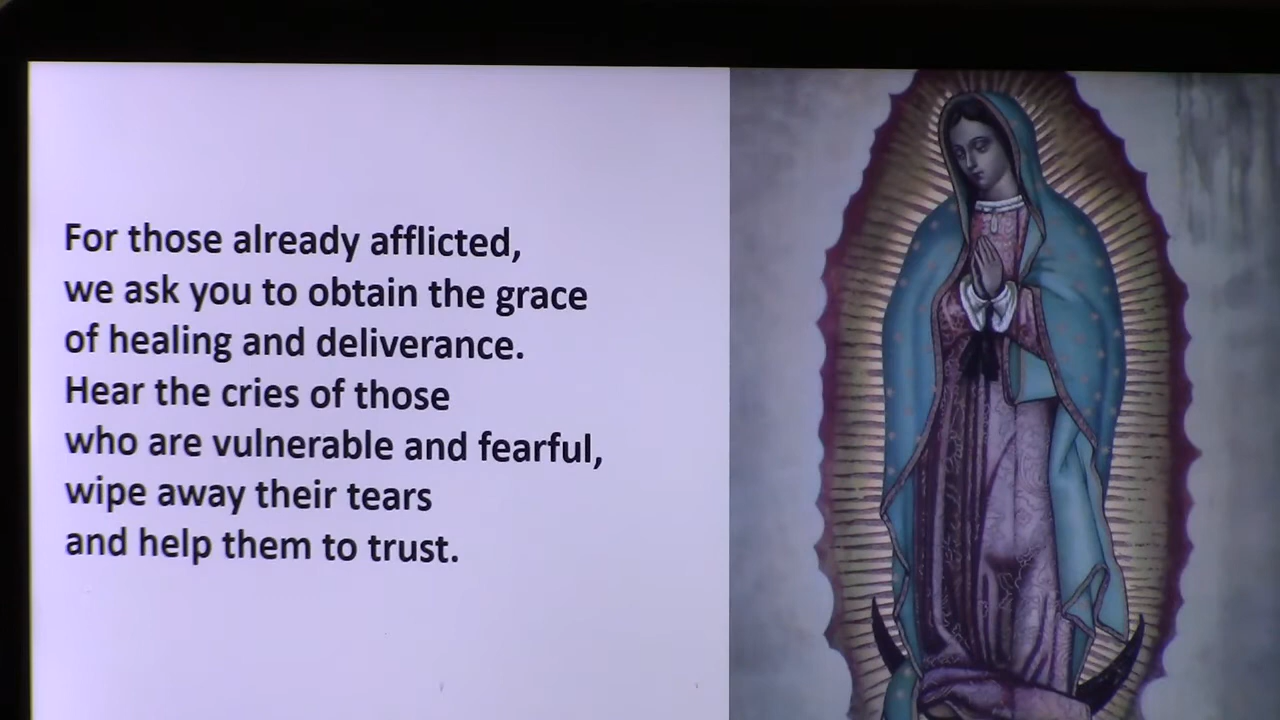 For those already afflicted,
we ask you to obtain the grace
of healing and deliverance.
Hear the cries of those
who are vulnerable and fearful,
wipe away their tears
and help them to trust.